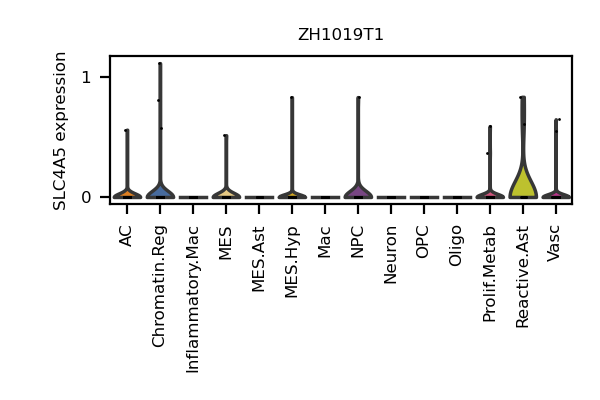 ZH1019T1
SLC4A5 expression
1
0
AC
Chromatin.Reg
Inflammatory.Mac
MES
MES.Ast
MES.Hyp
Mac
NPC
Neuron
OPC
Oligo
Prolif.Metab
Reactive.Ast
Vasc